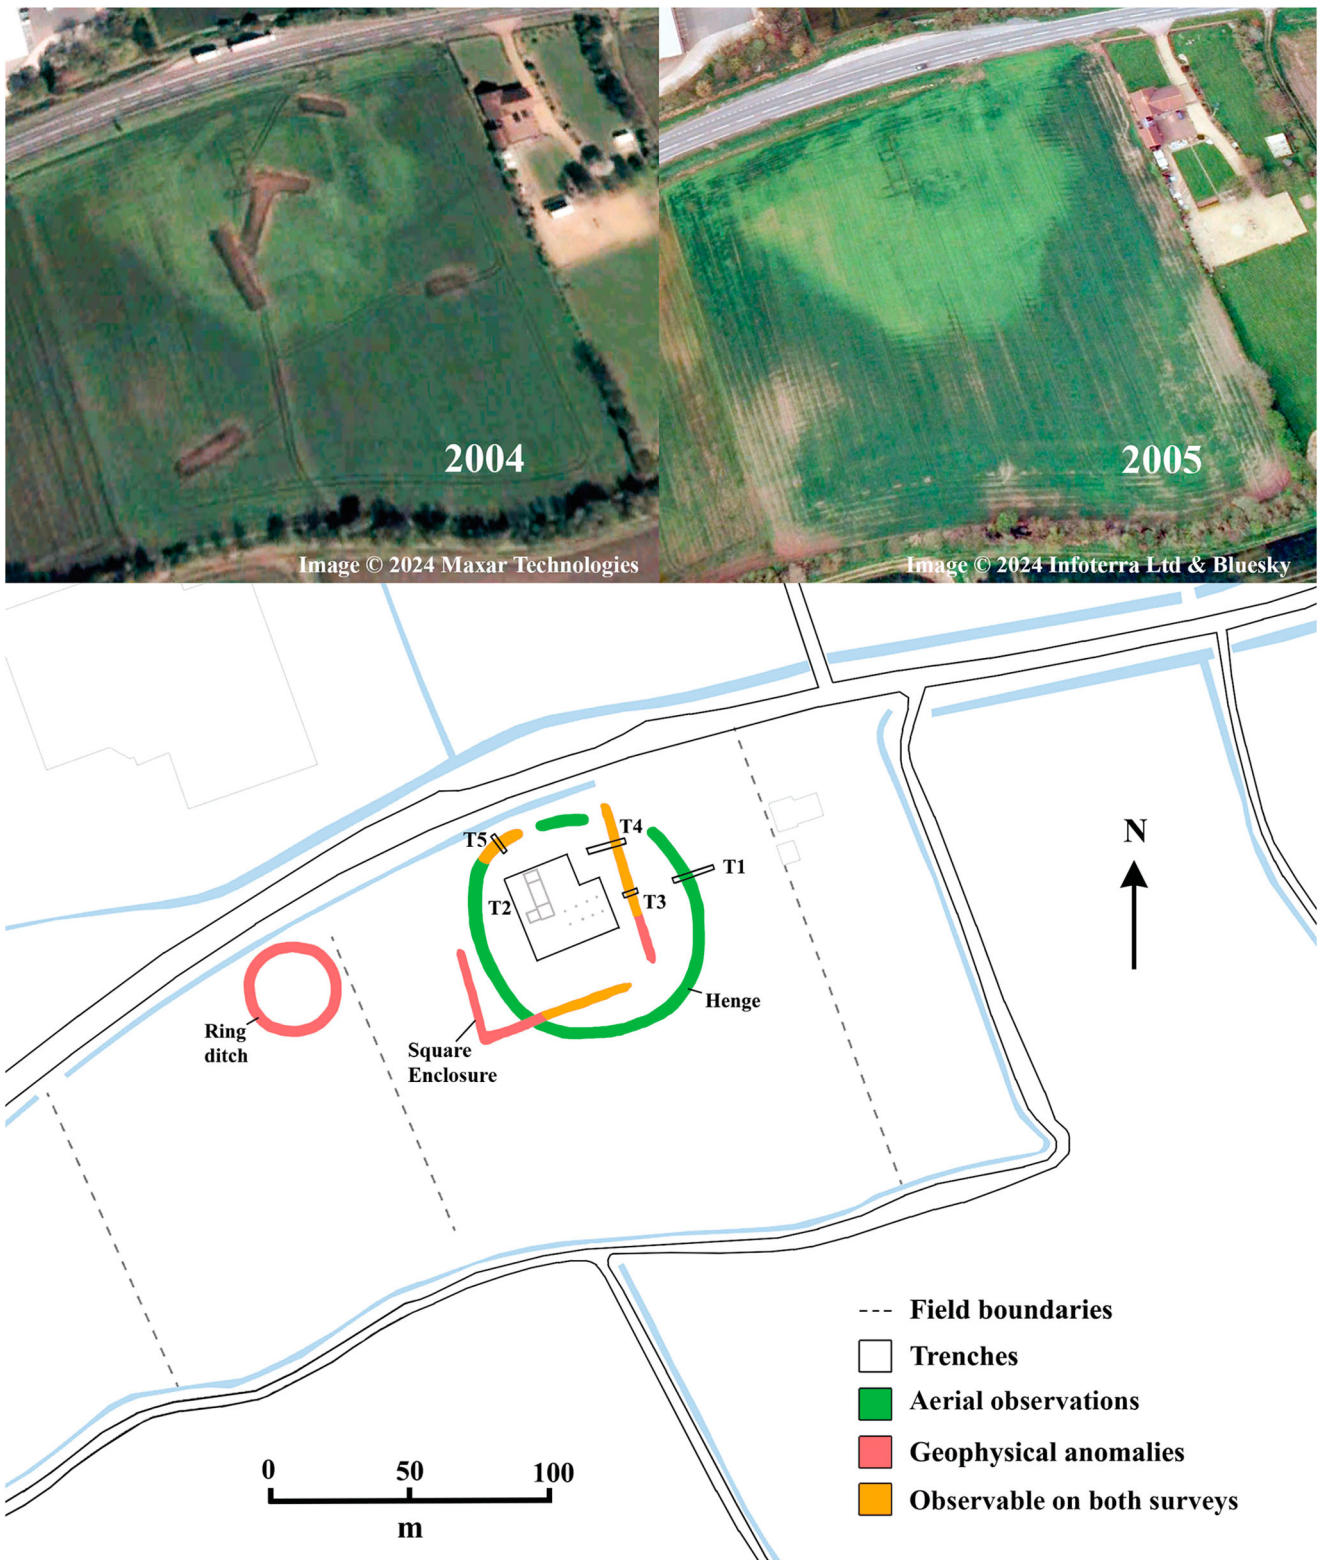 2004
Image © 2024 Maxar Technologies
2005
Image © 2024 Infoterra Ltd & Bluesky
T5
T4
T1
T2
T3
N
Henge
Ring
ditch
Square
Enclosure
Field boundaries
Trenches
Aerial observations
Geophysical anomalies
Observable on both surveys
0 50 100
m